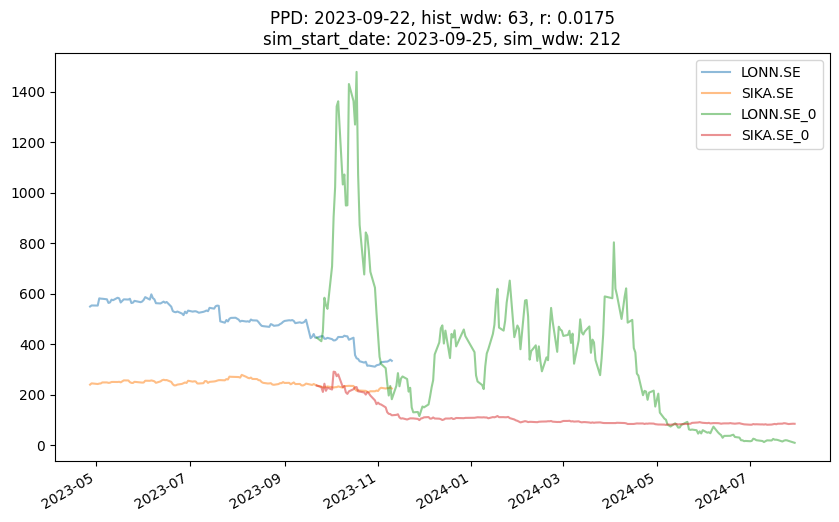 PPD: 2023-09-22, hist_wdw: 63, r: 0.0175
sim_start_date: 2023-09-25, sim_wdw: 212
LONN.SE
SIKA.SE
LONN.SE_0
SIKA.SE_0
1400
1200
1000
800
600
400
200
0
2023-05
2023-07
2023-09
2023-11
2024-01
2024-03
2024-05
2024-07